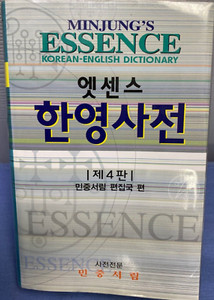 MINJUNG'S
ESSENCE
KOREAN-ENGLISH DICTIONARY
엣센스
한영사전
제4판
민중서림 편집국 편
ESSENCE
사전전문
민중서림